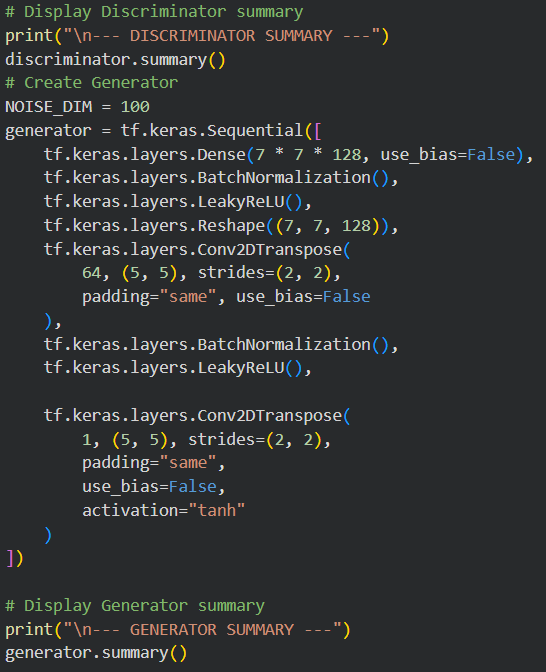 # Display Discriminator summary
print("\n--- DISCRIMINATOR SUMMARY ---")
discriminator.summary()
# Create Generator
NOISE_DIM = 100
generator = tf.keras.Sequential([
    tf.keras.layers.Dense(7 * 7 * 128, use_bias=False),
    tf.keras.layers.BatchNormalization(),
    tf.keras.layers.LeakyReLU(),
    tf.keras.layers.Reshape((7, 7, 128)),
    tf.keras.layers.Conv2DTranspose(
        64, (5, 5), strides=(2, 2),
        padding="same", use_bias=False
    ),
    tf.keras.layers.BatchNormalization(),
    tf.keras.layers.LeakyReLU(),

    tf.keras.layers.Conv2DTranspose(
        1, (5, 5), strides=(2, 2),
        padding="same",
        use_bias=False,
        activation="tanh"
    )
])

# Display Generator summary
print("\n--- GENERATOR SUMMARY ---")
generator.summary()